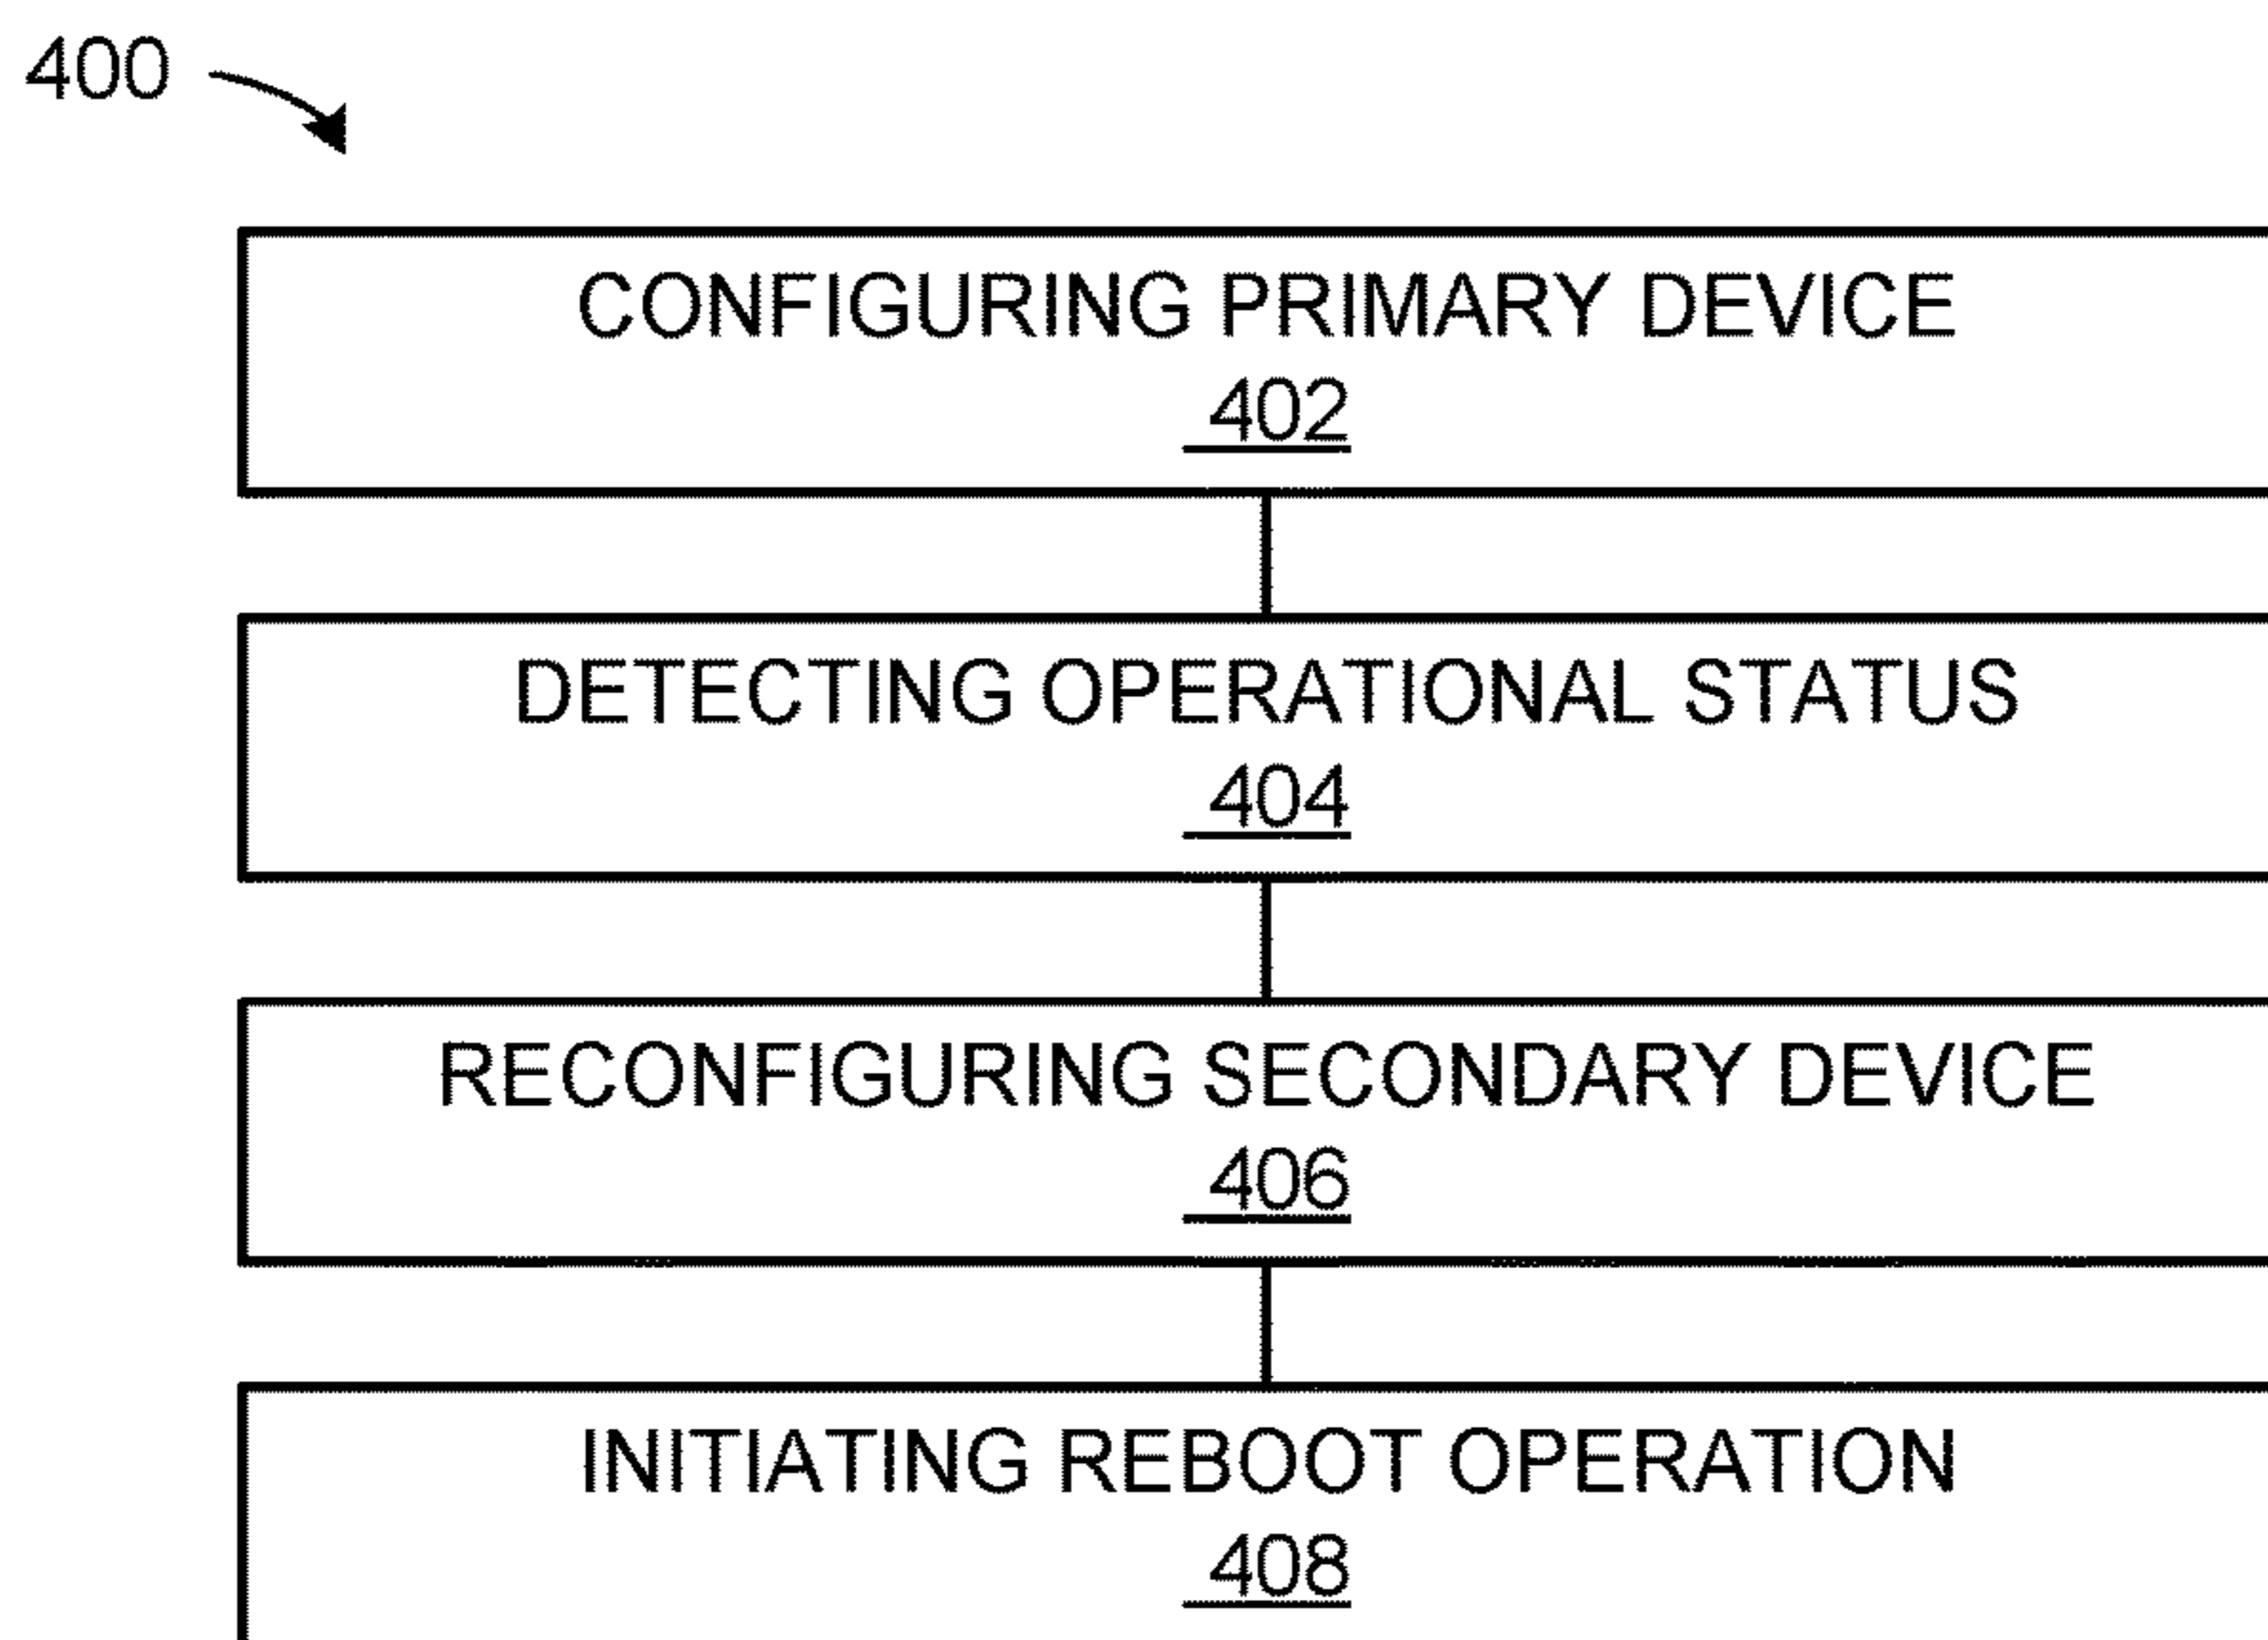 400
CONFIGURING PRIMARY DEVICE
402
DETECTING OPERATIONAL STATUS
404
RECONFIGURING SECONDARY DEVICE
406
INITIATING REBOOT OPERATION
408